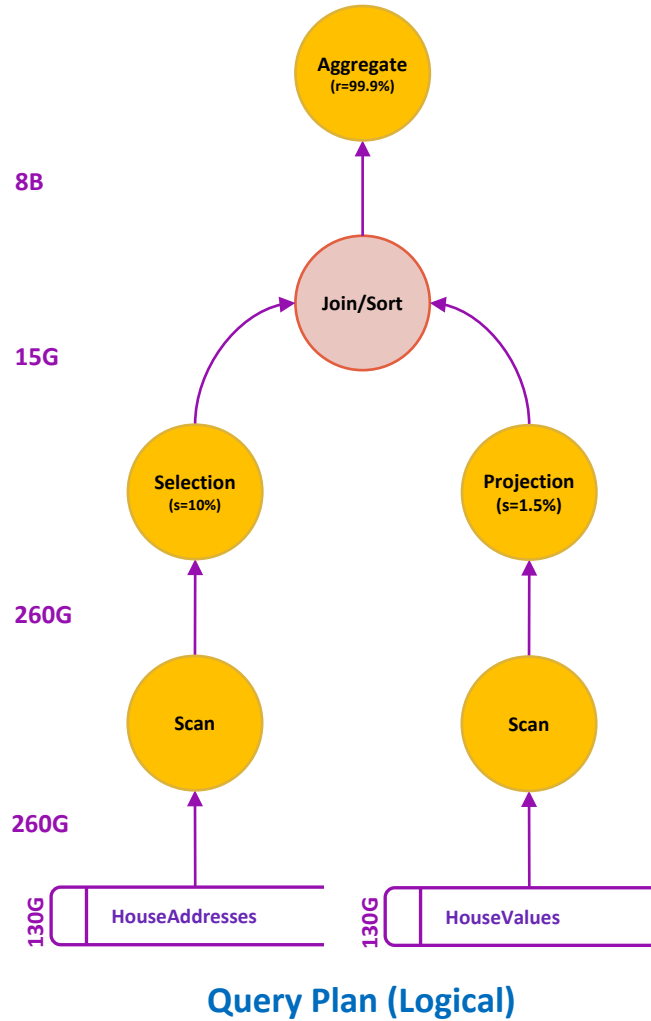 Aggregate
(r=99.9%)
8B
Join/Sort
15G
Selection
(s=10%)
Projection
(s=1.5%)
260G
Scan
Scan
260G
130G
HouseAddresses
130G
HouseValues
Query Plan (Logical)